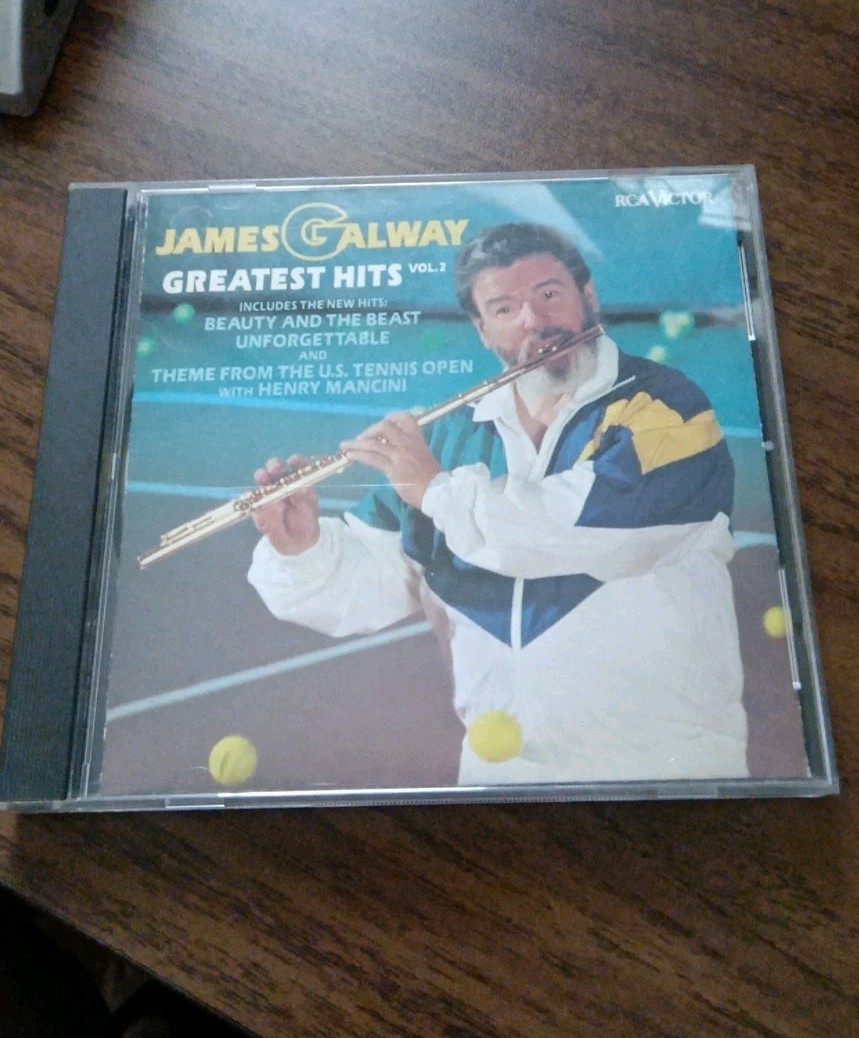 RCA VICTOR
JAMES GALWAY
GREATEST HITS VOL.2
INCLUDES THE NEW HITS:
BEAUTY AND THE BEAST
UNFORGETTABLE
AND
THEME FROM THE U.S. TENNIS OPEN
WITH HENRY MANCINI